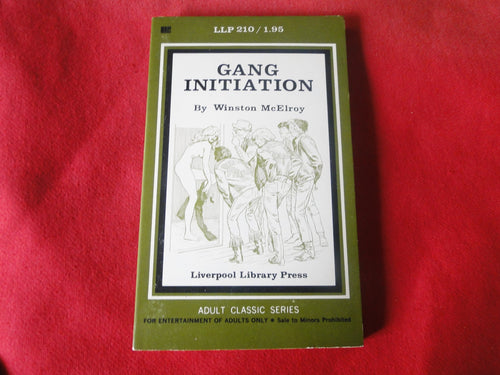 LLP 210 / 1.95
GANG
INITIATION
By Winston McElroy
Liverpool Library Press
ADULT CLASSIC SERIES
FOR ENTERTAINMENT OF ADULTS ONLY • Sale to Minors Prohibited